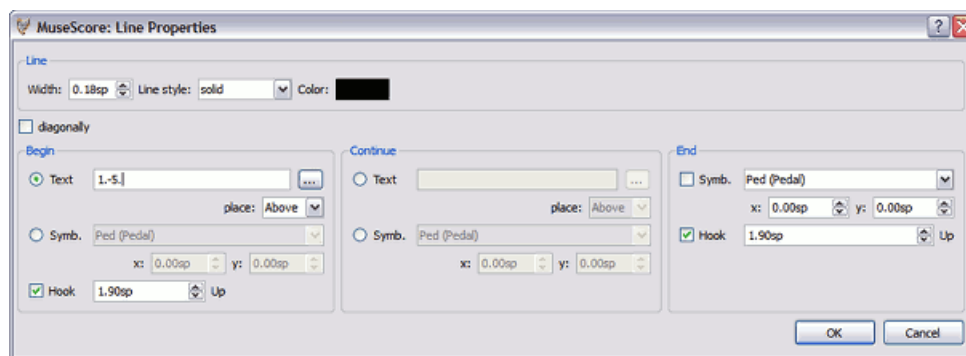 MuseScore: Line Properties
Line
Width: 0.18sp Line style: solid Color:
diagonally
Begin
Text 1.-5.
...
place: Above
Symb. Ped (Pedal)
x: 0.00sp y: 0.00sp
Hook 1.90sp Up
Continue
Text
...
place: Above
Symb. Ped (Pedal)
x: 0.00sp y: 0.00sp
End
Symb. Ped (Pedal)
x: 0.00sp y: 0.00sp
Hook 1.90sp Up
OK Cancel